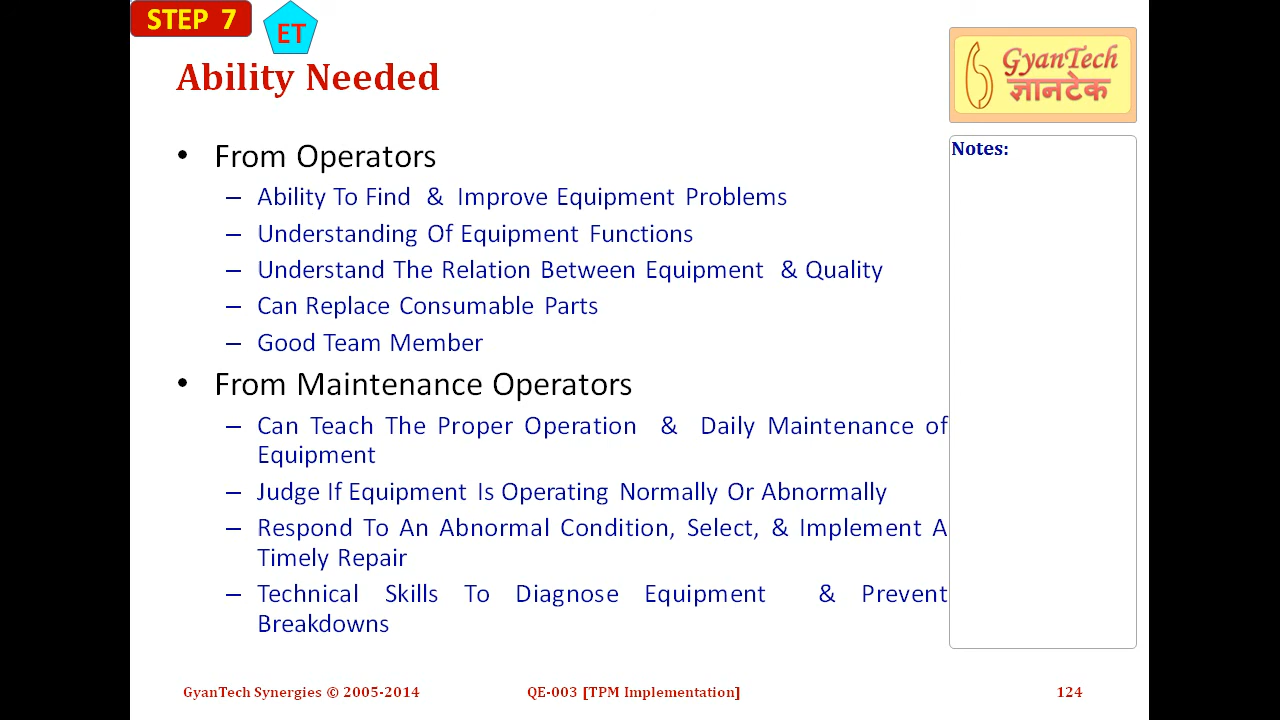 STEP 7
ET
Ability Needed
GyanTech
ज्ञानटेक
• From Operators
– Ability To Find & Improve Equipment Problems
– Understanding Of Equipment Functions
– Understand The Relation Between Equipment & Quality
– Can Replace Consumable Parts
– Good Team Member
• From Maintenance Operators
– Can Teach The Proper Operation & Daily Maintenance of
Equipment
– Judge If Equipment Is Operating Normally Or Abnormally
– Respond To An Abnormal Condition, Select, & Implement A
Timely Repair
– Technical Skills To Diagnose Equipment & Prevent
Breakdowns
Notes:
GyanTech Synergies © 2005-2014
QE-003 [TPM Implementation]
124